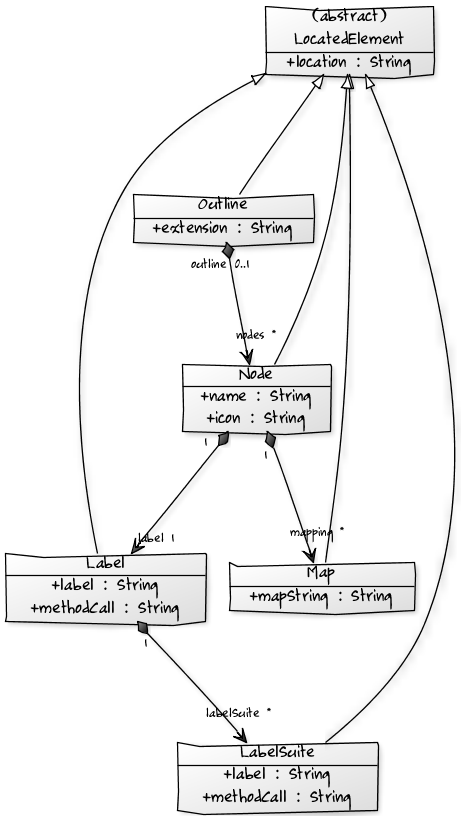 (abstract)
LocatedElement
+location : String
Outline
+extension : String
outline 0..1
nodes *
Node
+name : String
+icon : String
1
1
label 1
mapping *
Label
+label : String
+methodCall : String
Map
+mapString : String
1
labelSuite *
LabelSuite
+label : String
+methodCall : String